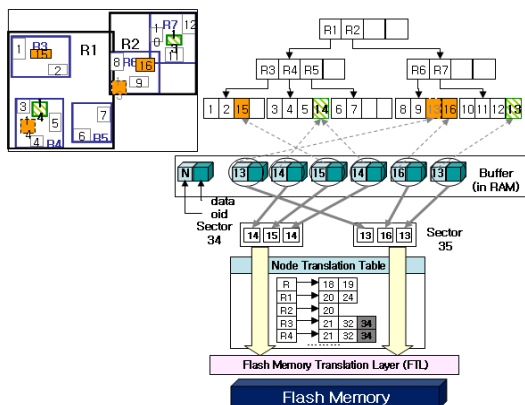 R1 R2 R7 12
R3 15
1 2
8 R6 16
9
3 5
4 R4
7 6 R5
R1 R2
R3 R4 R5
R6 R7
1 2 15 3 4 5 14 6 7 8 9 13 16 10 11 12 13
N 13 14 15 14 16 13 Buffer
(in RAM)
data
oid
Sector
34
14 15 14
13 16 13
Sector
35
Node Translation Table
R 18 19
R1 20 24
R2 20
R3 21 32 34
R4 21 32 34
........
Flash Memory Translation Layer (FTL)
Flash Memory